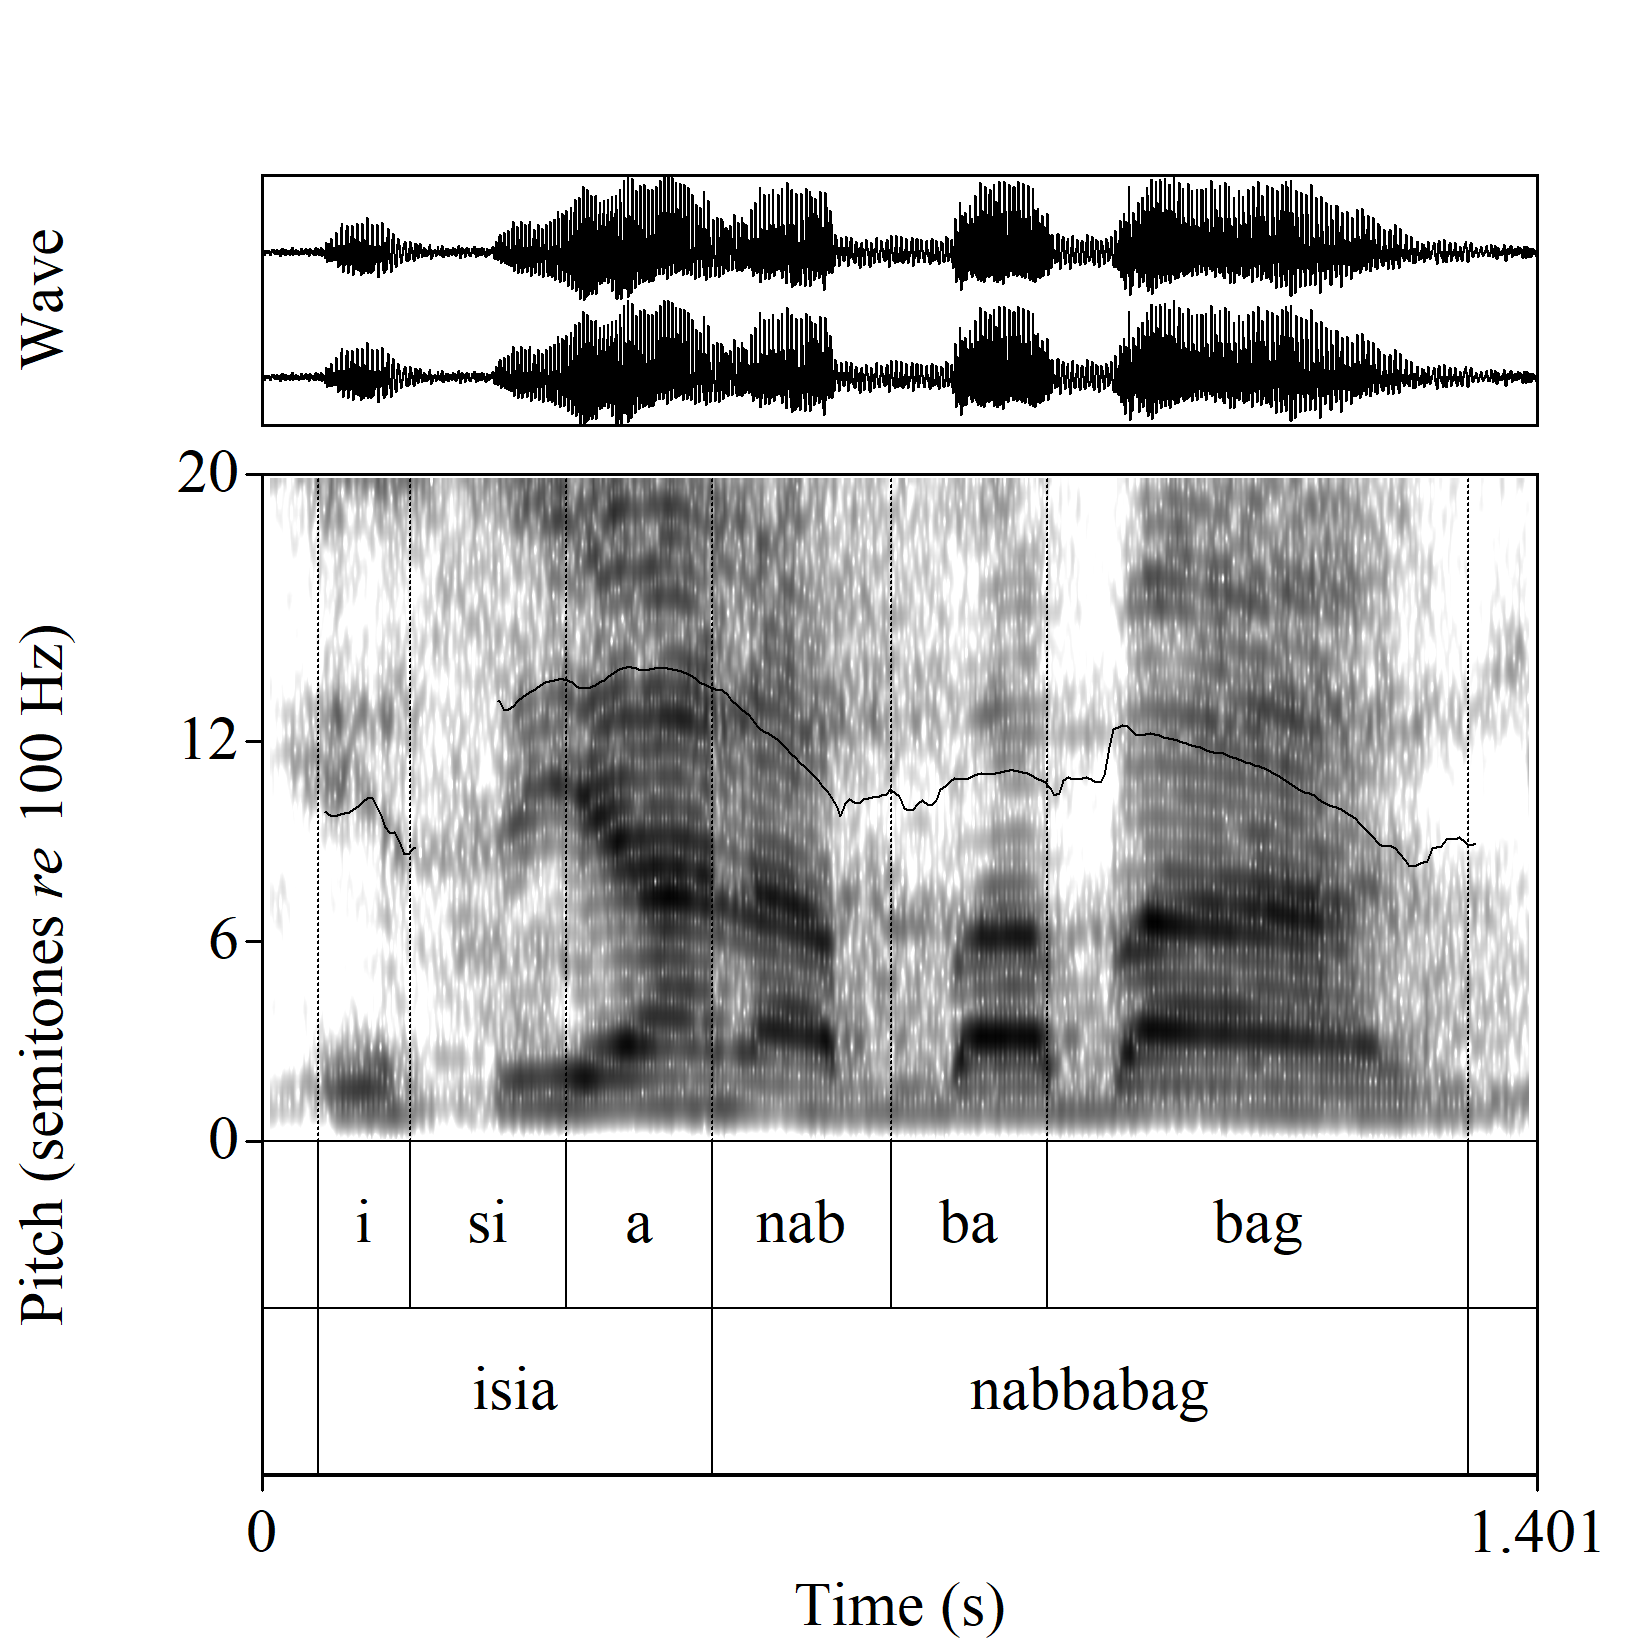 Wave
Pitch (semitones re 100 Hz)
20
12
6
0
i si a nab ba bag
isia nabbabag
0 1.401
Time (s)